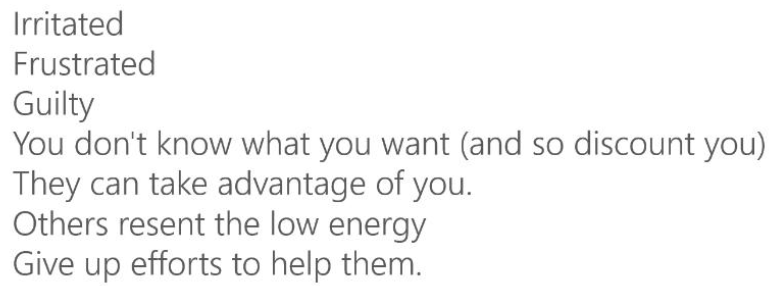 Irritated
Frustrated
Guilty
You don't know what you want (and so discount you)
They can take advantage of you.
Others resent the low energy
Give up efforts to help them.